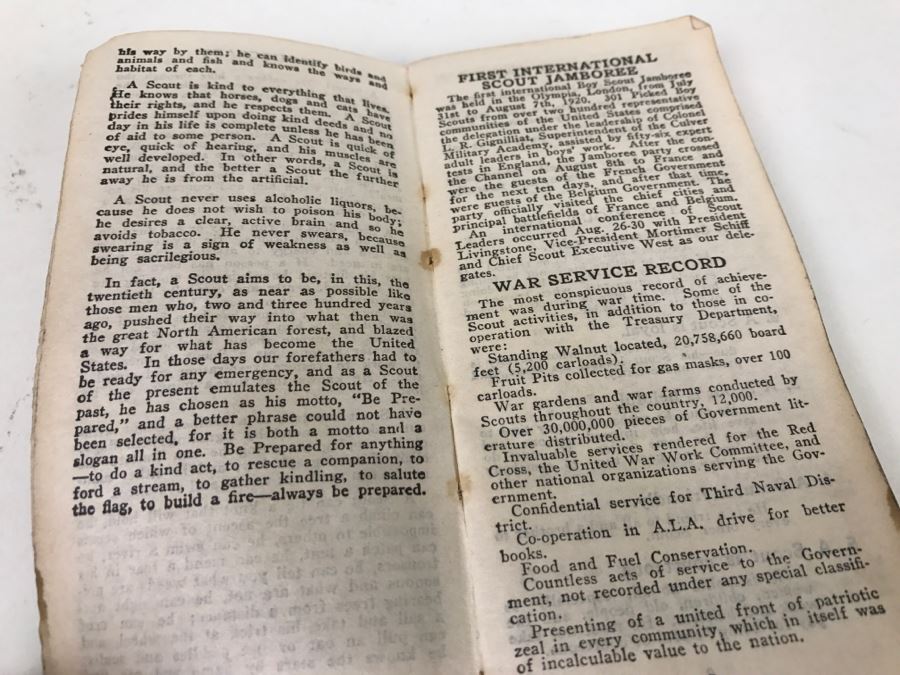 his way by them; he can identify birds and
animals and fish and knows the ways and
habitat of each.
A Scout is kind to everything that lives.
He knows that horses, dogs and cats have
their rights, and he respects them. A Scout
prides himself upon doing kind deeds and no
day in his life is complete unless he has been
of aid to some person. A Scout is quick of
eye, quick of hearing, and his muscles are
well developed. In other words, a Scout is
natural, and the better a Scout the further
away he is from the artificial.
A Scout never uses alcoholic liquors, be-
cause he does not wish to poison his body;
he desires a clear, active brain and so he
avoids tobacco. He never swears, because
swearing is a sign of weakness as well as
being sacrilegious.
In fact, a Scout aims to be, in this, the
twentieth century, as near as possible like
those men who, two and three hundred years
ago, pushed their way into what then was
the great North American forest, and blazed
a way for what has become the United
States. In those days our forefathers had to
be ready for any emergency, and as a Scout
of the present emulates the Scout of the
past, he has chosen as his motto, "Be Pre-
pared," and a better phrase could not have
been selected, for it is both a motto and a
slogan all in one. Be Prepared for anything
—to do a kind act, to rescue a companion, to
ford a stream, to gather kindling, to salute
the flag, to build a fire—always be prepared.
FIRST INTERNATIONAL
SCOUT JAMBOREE
The first international Boy Scout Jamboree
was held in the Olympia, London, from July
31st to August 7th, 1920. 301 Picked Boy
Scouts from over two hundred representative
communities of the United States comprised
the delegation under the leadership of Colonel
L. R. Gignilliat, Superintendent of the Culver
Military Academy, assisted by fifty-six expert
adult leaders in boys' work. After the con-
tests in England, the Jamboree party crossed
the Channel on August 8th to France and
were the guests of the French Government
for the next ten days, and after that time,
were guests of the Belgium Government. The
party officially visited the chief cities and
principal battlefields of France and Belgium.
An international conference of Scout
Leaders occurred Aug. 26-30 with President
Livingstone, Vice-President Mortimer Schiff
and Chief Scout Executive West as our dele-
gates.
WAR SERVICE RECORD
The most conspicuous record of achieve-
ment was during war time. Some of the
Scout activities, in addition to those in co-
operation with the Treasury Department,
were:
Standing Walnut located, 20,758,660 board
feet (5,200 carloads).
Fruit Pits collected for gas masks, over 100
carloads.
War gardens and war farms conducted by
Scouts throughout the country, 12,000.
Over 30,000,000 pieces of Government lit-
erature distributed.
Invaluable services rendered for the Red
Cross, the United War Work Committee, and
other national organizations serving the Gov-
ernment.
Confidential service for Third Naval Dis-
trict.
Co-operation in A.L.A. drive for better
books.
Food and Fuel Conservation.
Countless acts of service to the Govern-
ment, not recorded under any special classifi-
cation.
Presenting of a united front of patriotic
zeal in every community, which in itself was
of incalculable value to the nation.